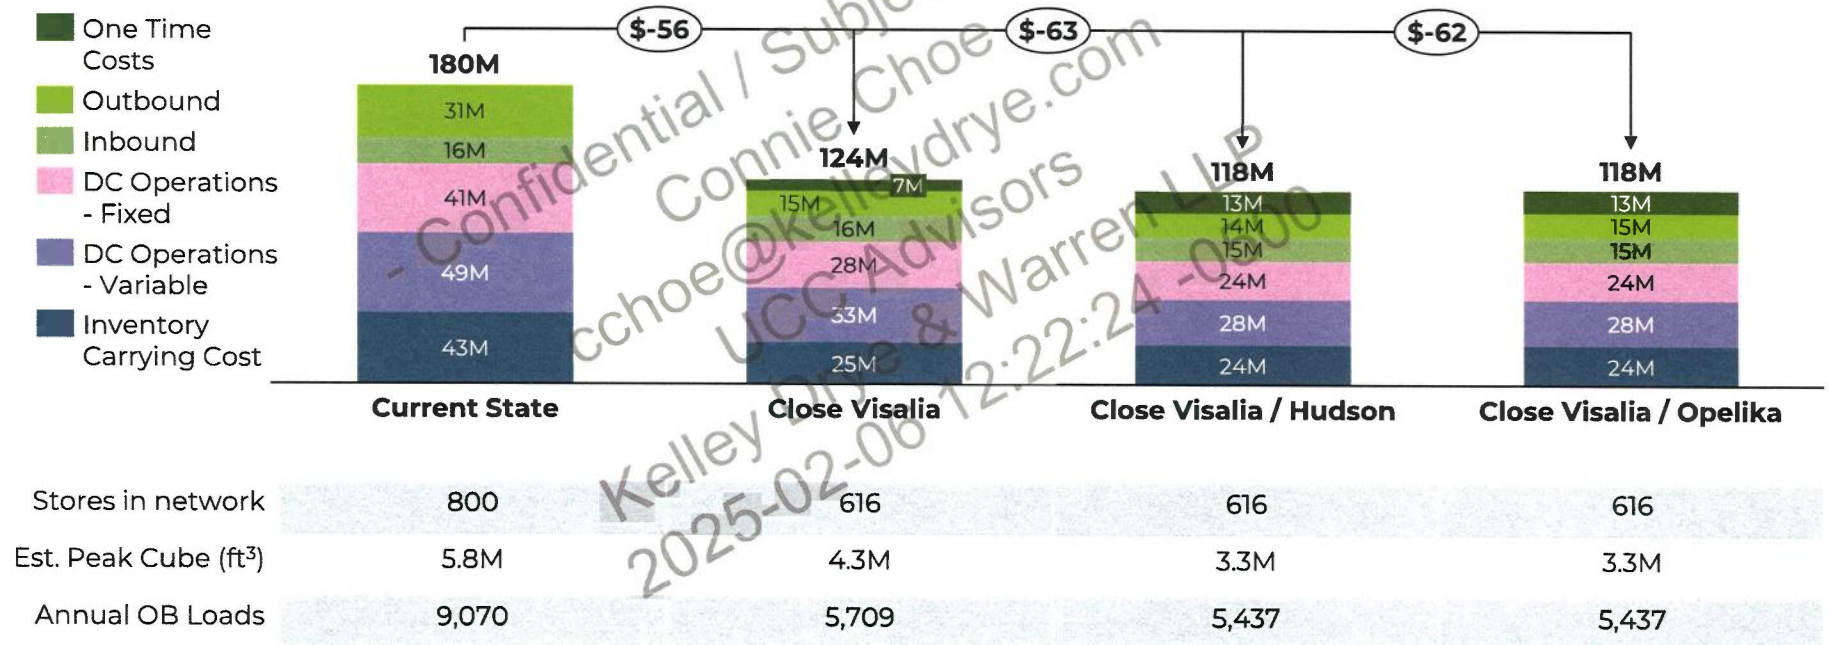 One Time
Costs
Outbound
Inbound
DC Operations
- Fixed
DC Operations
- Variable
Inventory
Carrying Cost
$-56
$-63
$-62
180M
31M
16M
41M
49M
43M
Current State
124M
7M
15M
16M
28M
33M
25M
Close Visalia
118M
13M
14M
15M
24M
28M
24M
Close Visalia / Hudson
118M
13M
15M
15M
24M
28M
24M
Close Visalia / Opelika
Stores in network 800 616 616 616
Est. Peak Cube (ft³) 5.8M 4.3M 3.3M 3.3M
Annual OB Loads 9,070 5,709 5,437 5,437
- Confidential / Subje
Connie Choe
cchoe@kelleydrye.com
UCC Advisors
Kelley Drye & Warren LLP
2025-02-06 12:22:24 -0500